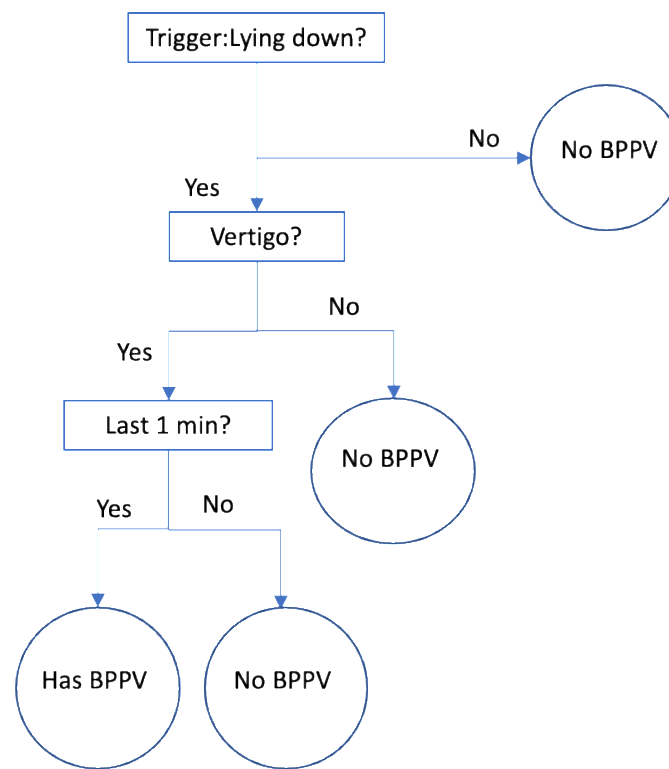 Trigger:Lying down?
No
No BPPV
Yes
Vertigo?
No
Yes
Last 1 min?
No BPPV
Yes
No
Has BPPV
No BPPV